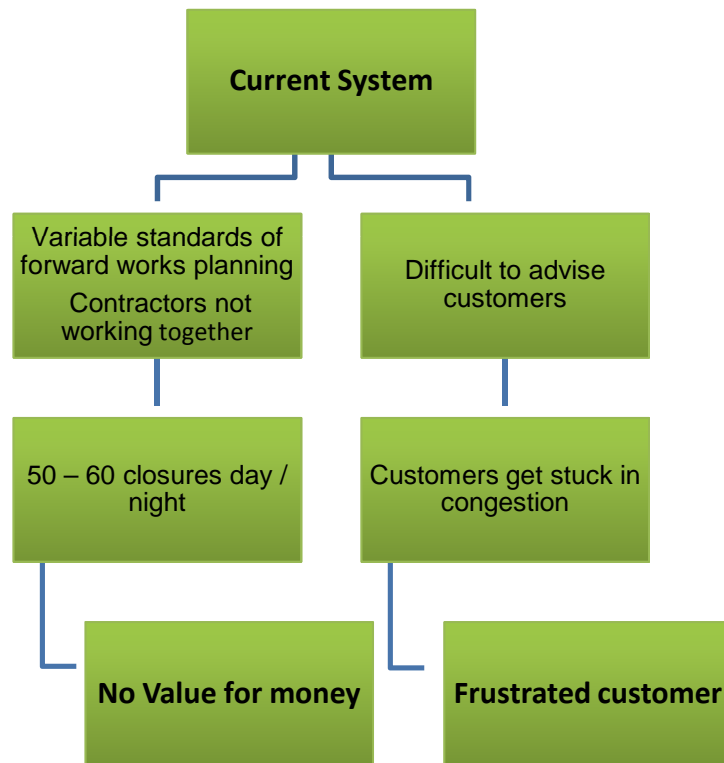 Current System
Variable standards of
forward works planning
Contractors not
working together
Difficult to advise
customers
50 – 60 closures day /
night
Customers get stuck in
congestion
No Value for money
Frustrated customer